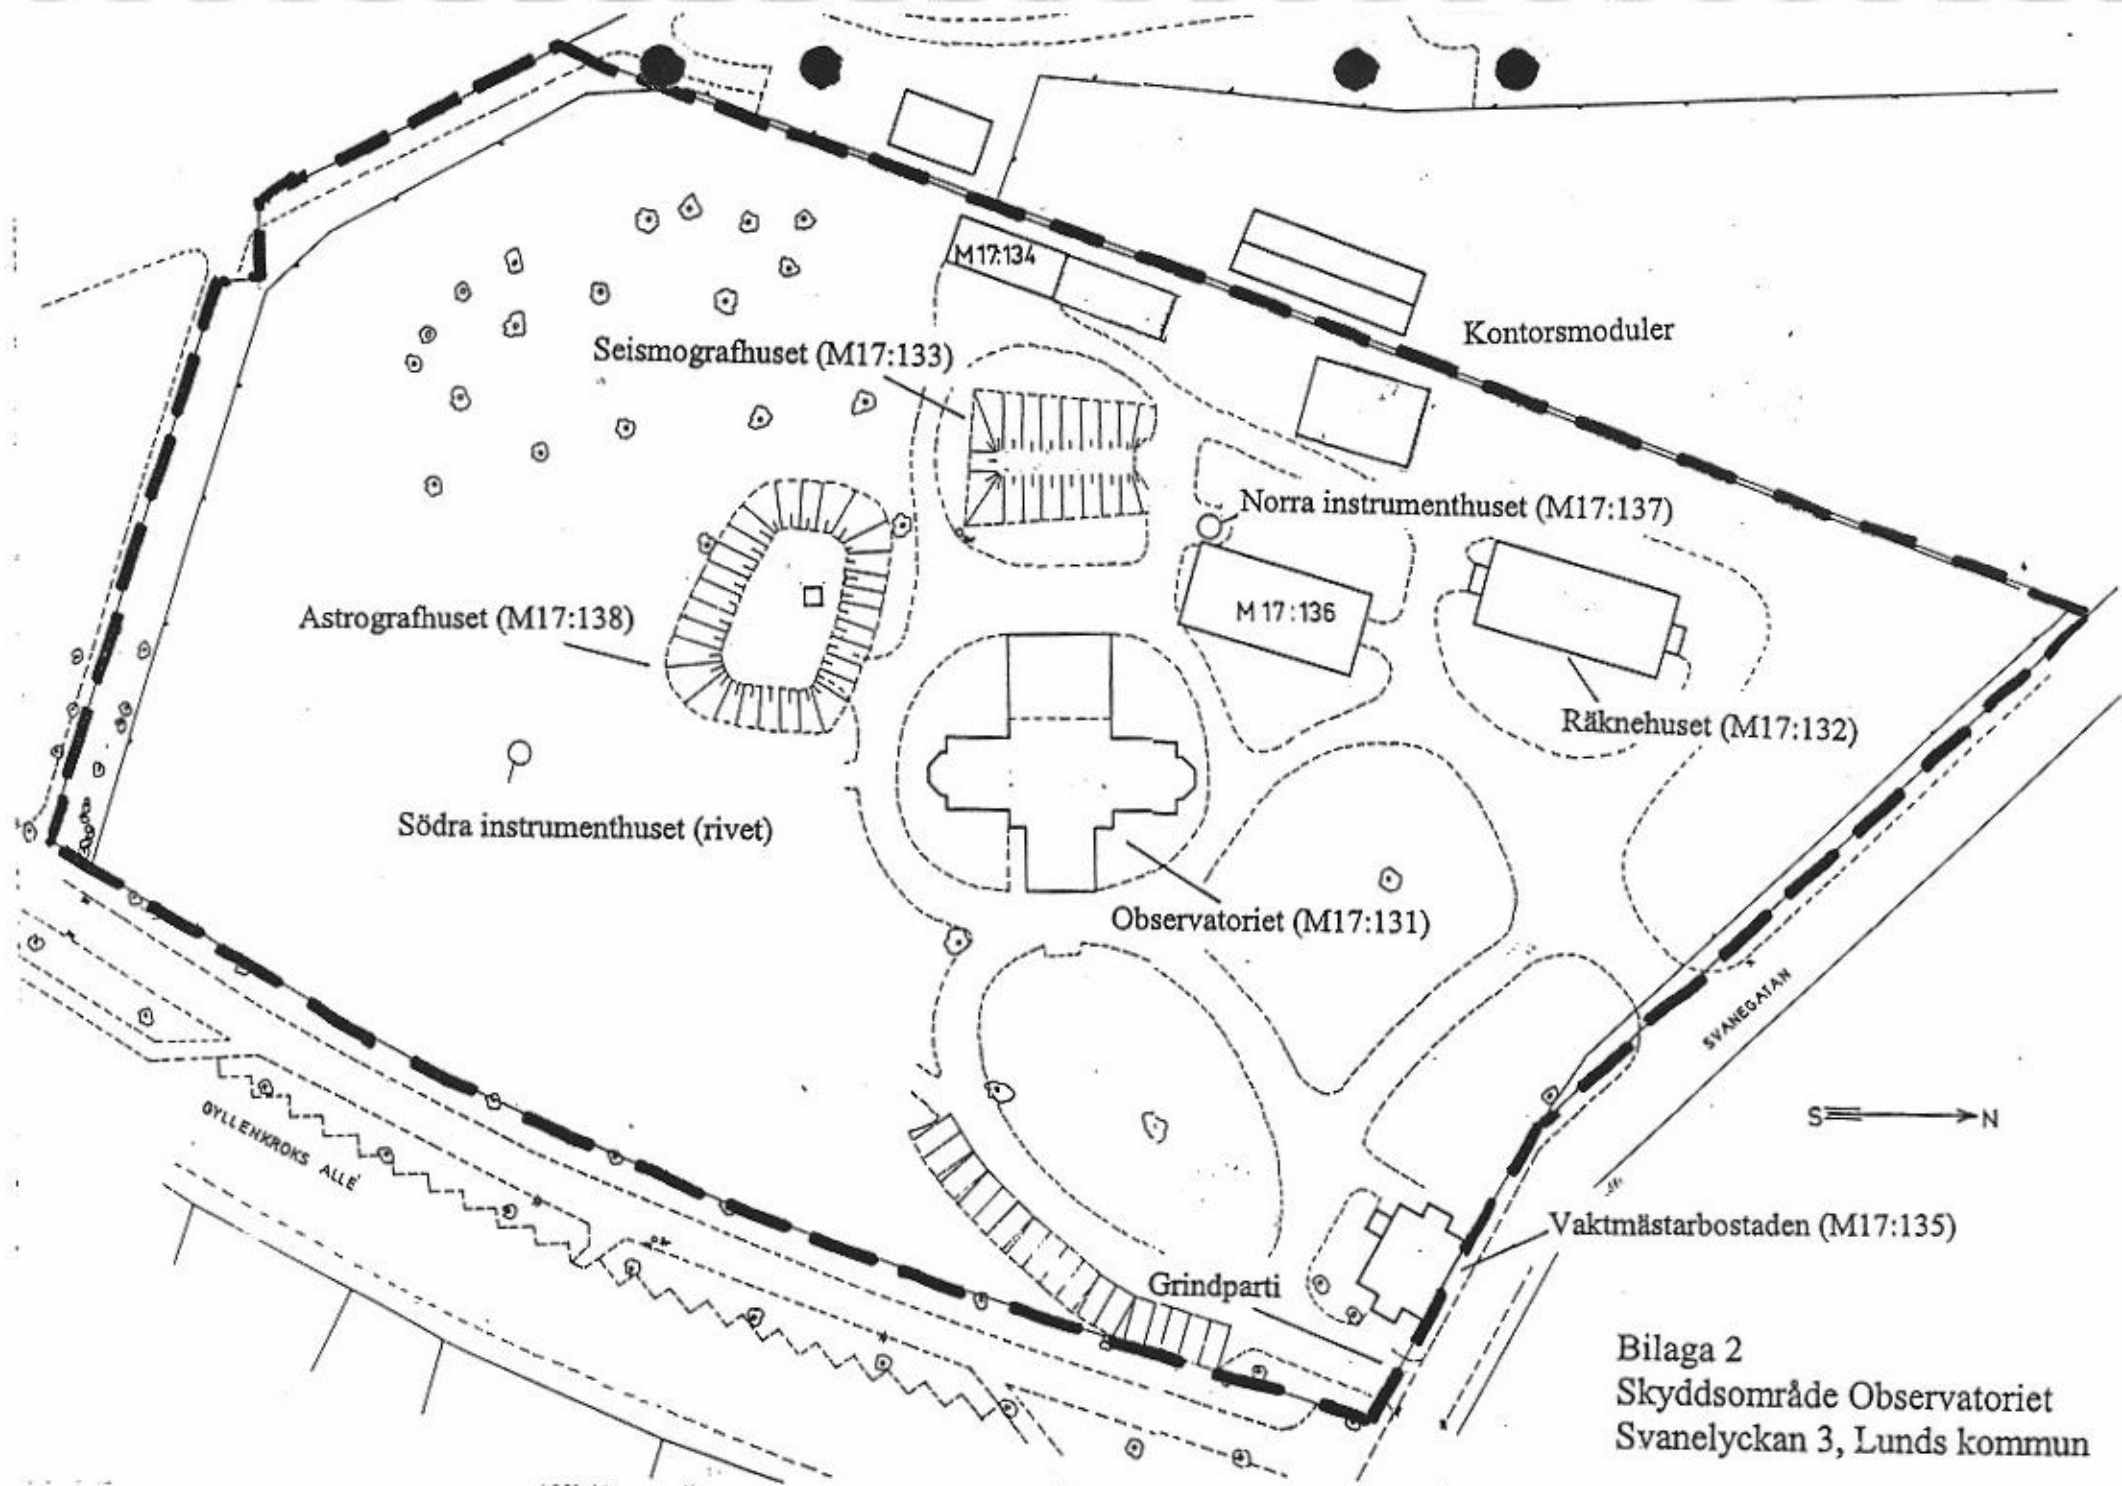 M17:134
Kontorsmoduler
Seismografhuset (M17:133)
Norra instrumenthuset (M17:137)
Astrografhuset (M17:138)
M17:136
Räknehuset (M17:132)
Södra instrumenthuset (rivet)
Observatoriet (M17:131)
SVANEGATAN
GYLLENKROKS ALLÉ
S N
Vaktmästarbostaden (M17:135)
Grindparti
Bilaga 2
Skyddsområde Observatoriet
Svanelyckan 3, Lunds kommun